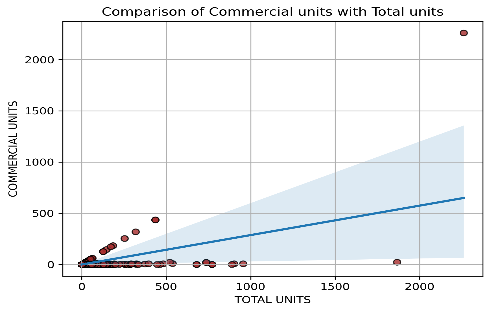 Comparison of Commercial units with Total units
2000
1500
1000
500
0
COMMERCIAL UNITS
0 500 1000 1500 2000
TOTAL UNITS